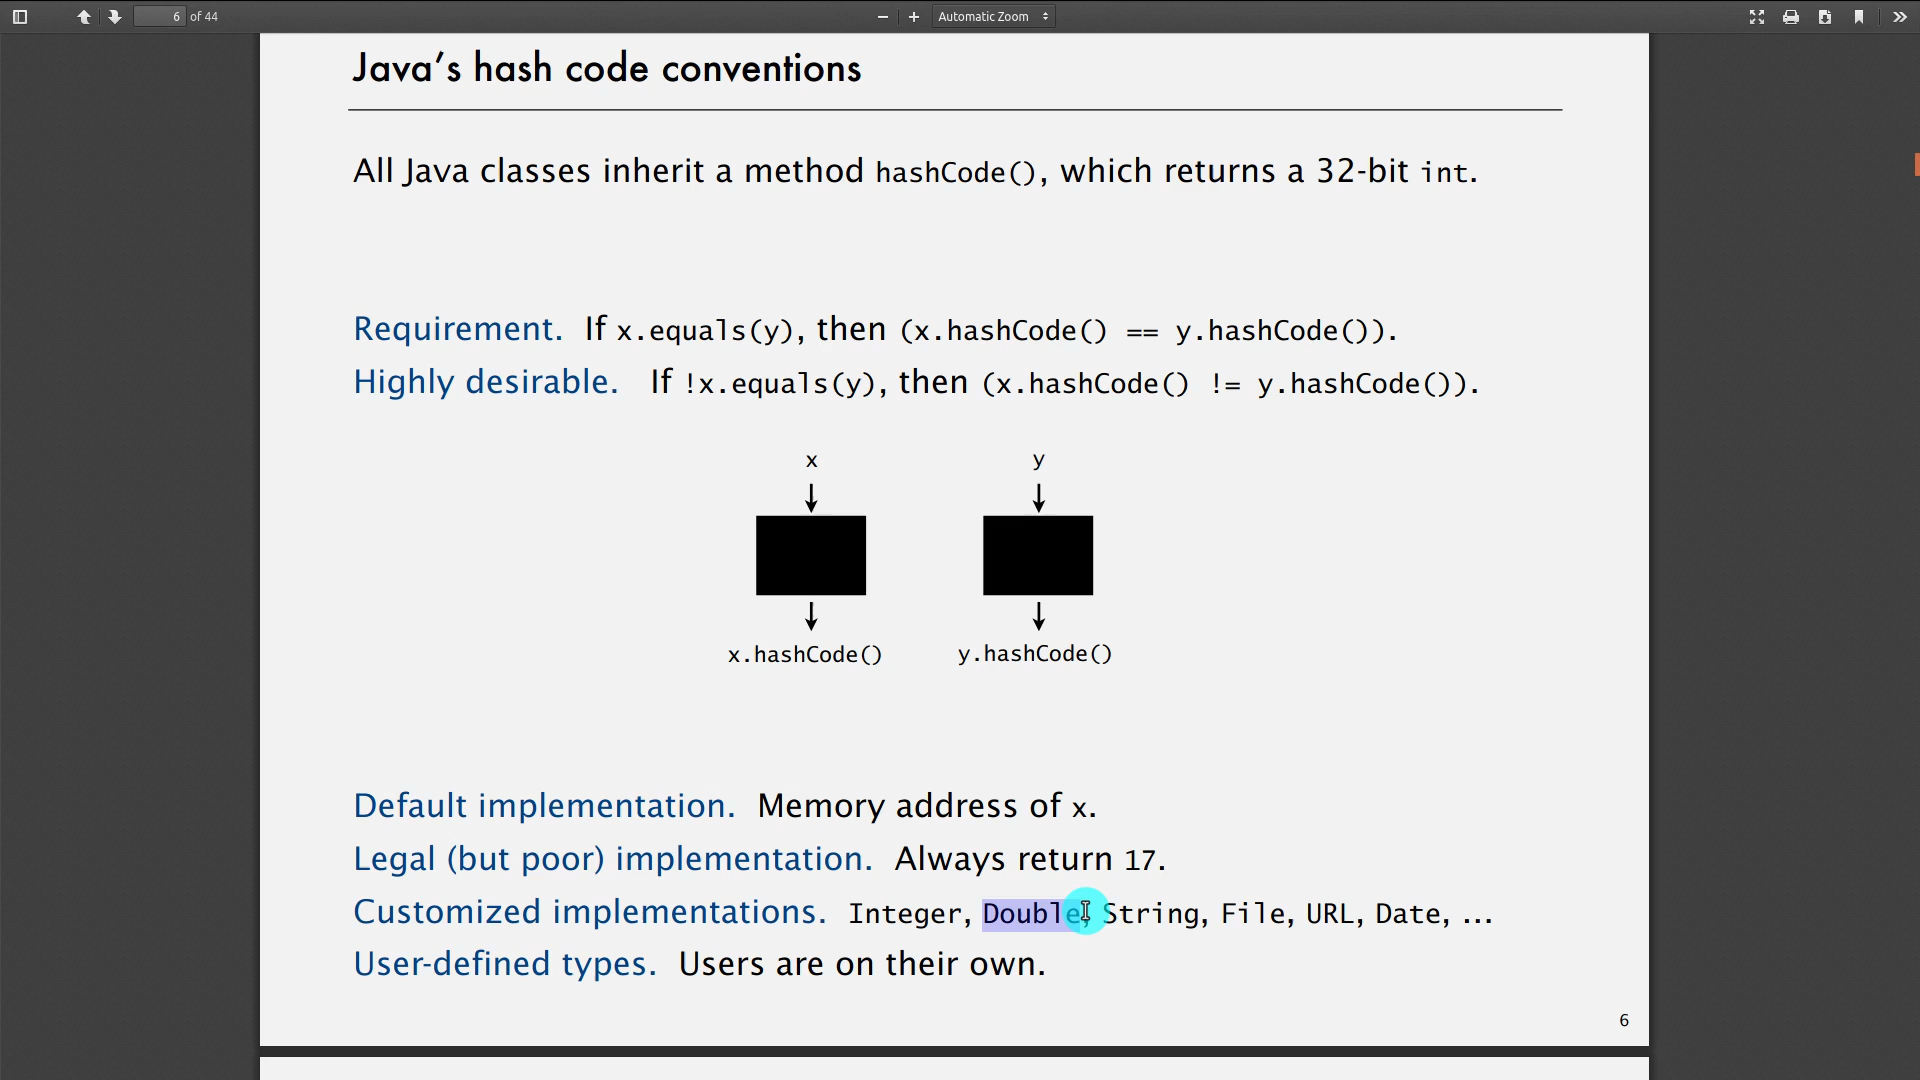 6 of 44
Automatic Zoom
Java's hash code conventions
All Java classes inherit a method hashCode(), which returns a 32-bit int.
Requirement. If x.equals(y), then (x.hashCode() == y.hashCode()).
Highly desirable. If !x.equals(y), then (x.hashCode() != y.hashCode()).
x y
x.hashCode() y.hashCode()
Default implementation. Memory address of x.
Legal (but poor) implementation. Always return 17.
Customized implementations. Integer, Double, String, File, URL, Date, …
User-defined types. Users are on their own.
6